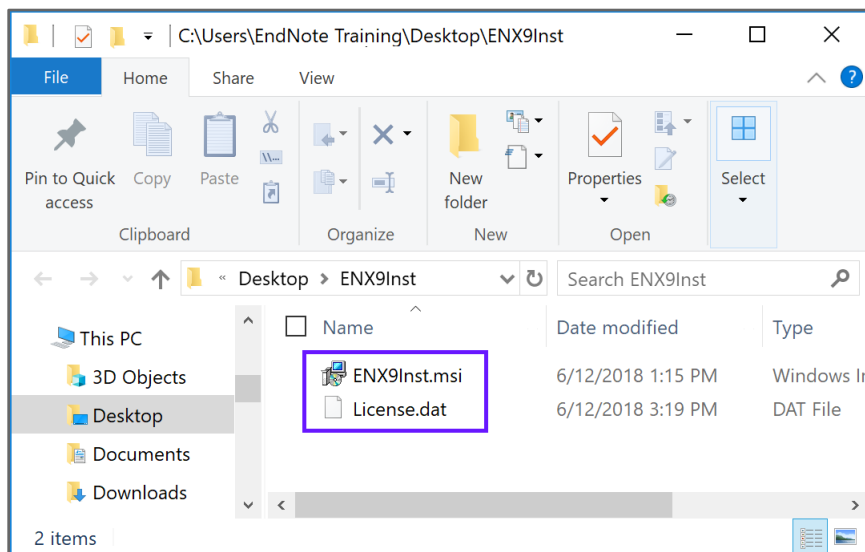 C:\Users\EndNote Training\Desktop\ENX9Inst
File Home Share View
?
Pin to Quick access
Copy
Paste
New folder
Properties
Select
Clipboard Organize New Open
« Desktop > ENX9Inst
Search ENX9Inst
This PC
3D Objects
Desktop
Documents
Downloads
Name Date modified Type
ENX9Inst.msi 6/12/2018 1:15 PM Windows In
License.dat 6/12/2018 3:19 PM DAT File
2 items